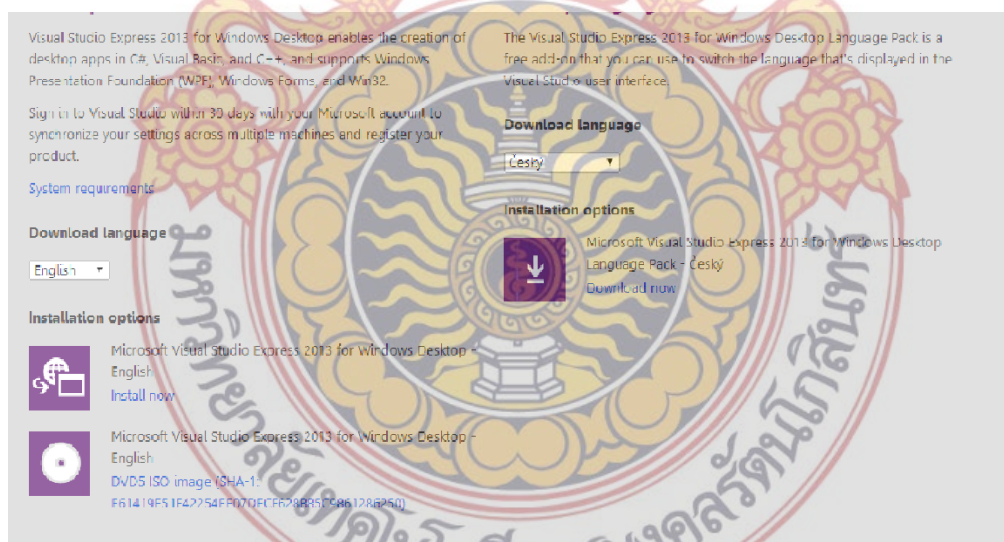 Visual Studio Express 2013 for Windows Desktop enables the creation of
desktop apps in C#, Visual Basic, and C++, and supports Windows
Presentation Foundation (WPF), Windows Forms, and Win32.
Sign in to Visual Studio within 30 days with your Microsoft account to
synchronize your settings across multiple machines and register your
product.
System requirements
Download language
English
Installation options
Microsoft Visual Studio Express 2013 for Windows Desktop -
English
Install now
Microsoft Visual Studio Express 2013 for Windows Desktop -
English
DVD5 ISO image (SHA-1:
The Visual Studio Express 2013 for Windows Desktop Language Pack is a
free add-on that you can use to switch the language that's displayed in the
Visual Studio user interface.
Download language
Český
Installation options
Microsoft Visual Studio Express 2013 for Windows Desktop
Language Pack - Český
Download now